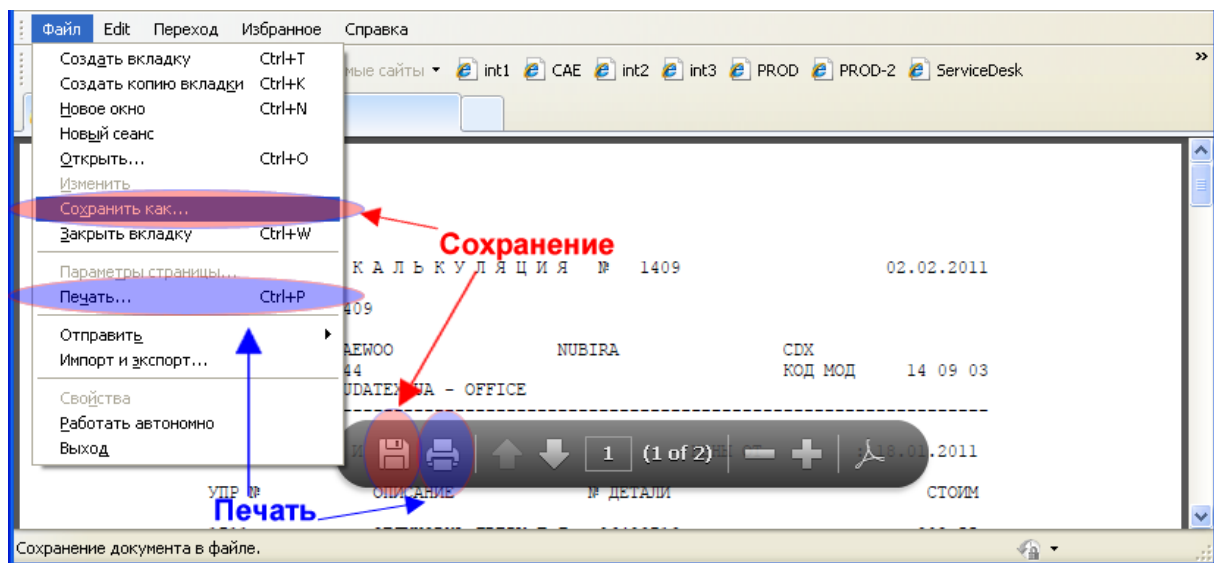 Файл Edit Переход Избранное Справка
Создать вкладку Ctrl+T
Создать копию вкладки Ctrl+K
Новое окно Ctrl+N
Новый сеанс
Открыть... Ctrl+O
Изменить
Сохранить как...
Закрыть вкладку Ctrl+W
Параметры страницы...
Печать... Ctrl+P
Отправить
Импорт и экспорт...
Свойства
Работать автономно
Выход
сайты int1 CAE int2 int3 PROD PROD-2 ServiceDesk »
Сохранение
К А Л Ь К У Л Я Ц И Я № 1409 02.02.2011
409
AEWOO NUBIRA CDX
44 КОД МОД 14 09 03
UDATEX UA - OFFICE
1 (1 of 2) 18.01.2011
УПР № ОПИСАНИЕ № ДЕТАЛИ СТОИМ
Печать
Сохранение документа в файле.